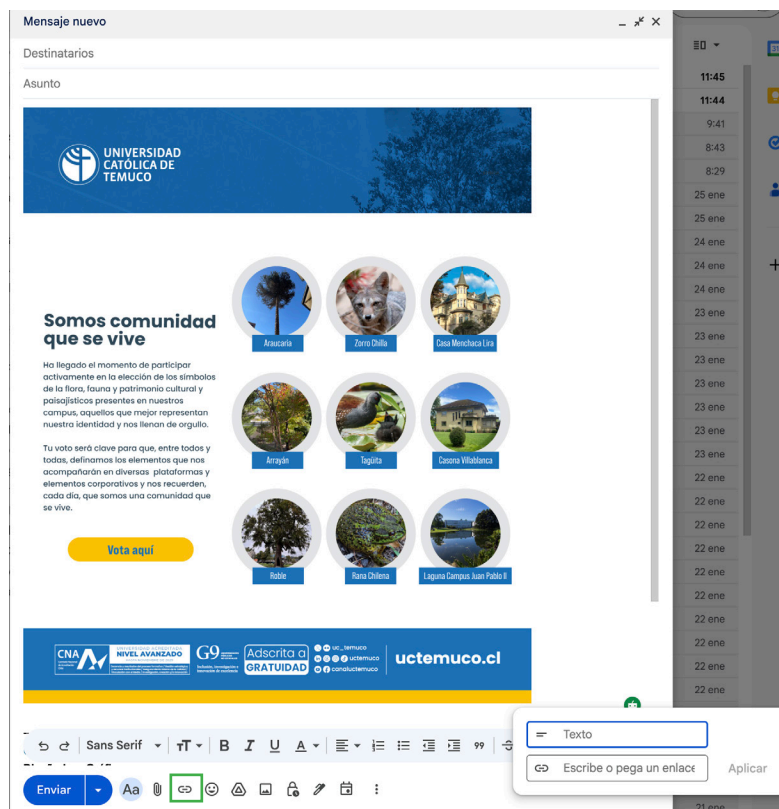 Mensaje nuevo
Destinatarios
Asunto
UNIVERSIDAD
CATÓLICA DE
TEMUCO
Somos comunidad
que se vive
Ha llegado el momento de participar
activamente en la elección de los símbolos
de la flora, fauna y patrimonio cultural y
paisajísticos presentes en nuestros
campus, aquellos que mejor representan
nuestra identidad y nos llenan de orgullo.
Tu voto será clave para que, entre todos y
todas, definamos los elementos que nos
acompañarán en diversas plataformas y
elementos corporativos y nos recuerden,
cada día, que somos una comunidad que
se vive.
Vota aquí
Araucaria
Zorro Chilla
Casa Menchaca Lira
Arrayán
Tagüita
Casona Villablanca
Roble
Rana Chilena
Laguna Campus Juan Pablo II
CNA
UNIVERSIDAD ACREDITADA
NIVEL AVANZADO
G9
Adscrita a
GRATUIDAD
uc_temuco
uctemuco
canaluctemuco
uctemuco.cl
Sans Serif
Enviar
Aa
Texto
Escribe o pega un enlace
Aplicar
11:45
11:44
9:41
8:43
8:29
25 ene
25 ene
24 ene
24 ene
24 ene
23 ene
23 ene
23 ene
23 ene
23 ene
23 ene
23 ene
22 ene
22 ene
22 ene
22 ene
22 ene
22 ene
22 ene
22 ene
22 ene
22 ene
21 ene